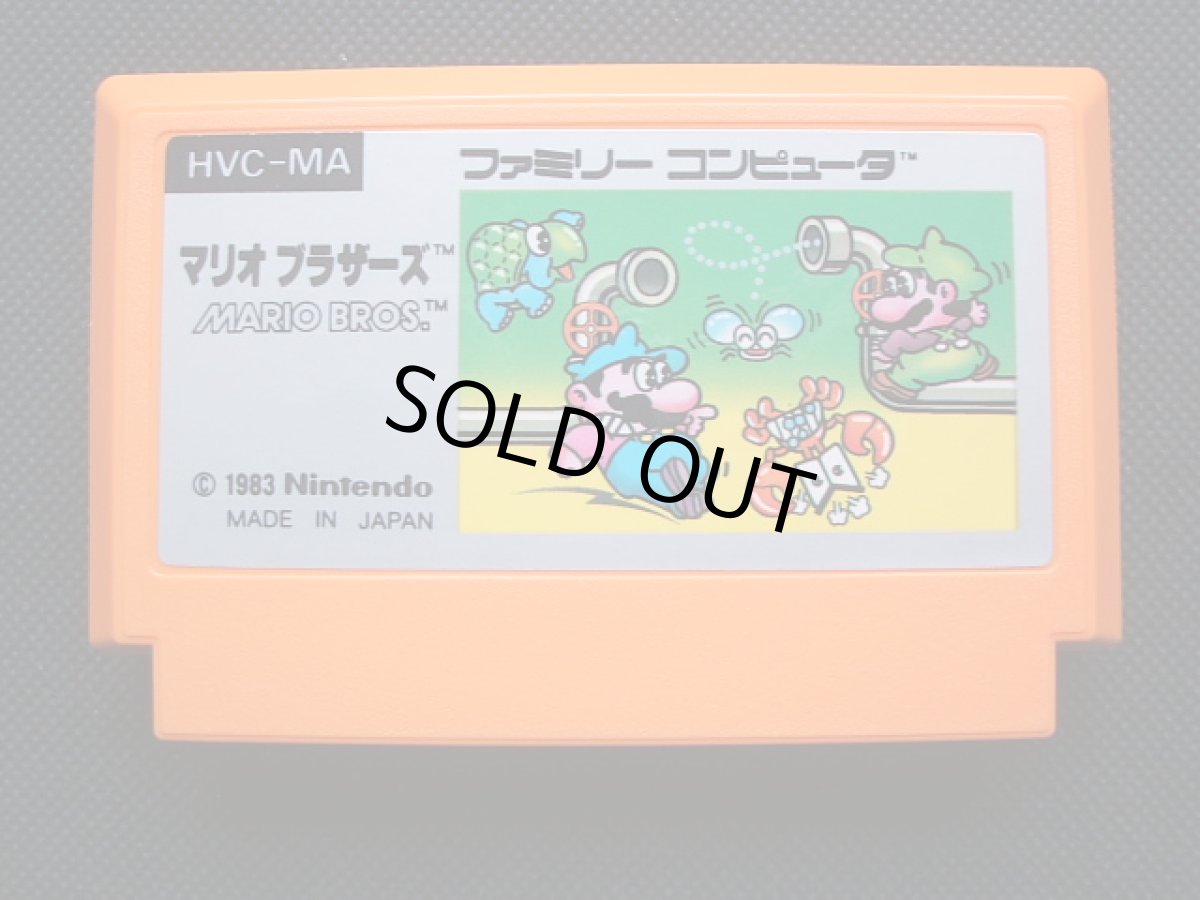 HVC-MA
ファミリー コンピュータ™
マリオ ブラザーズ™
MARIO BROS.™
© 1983 Nintendo
MADE IN JAPAN
SOLD OUT